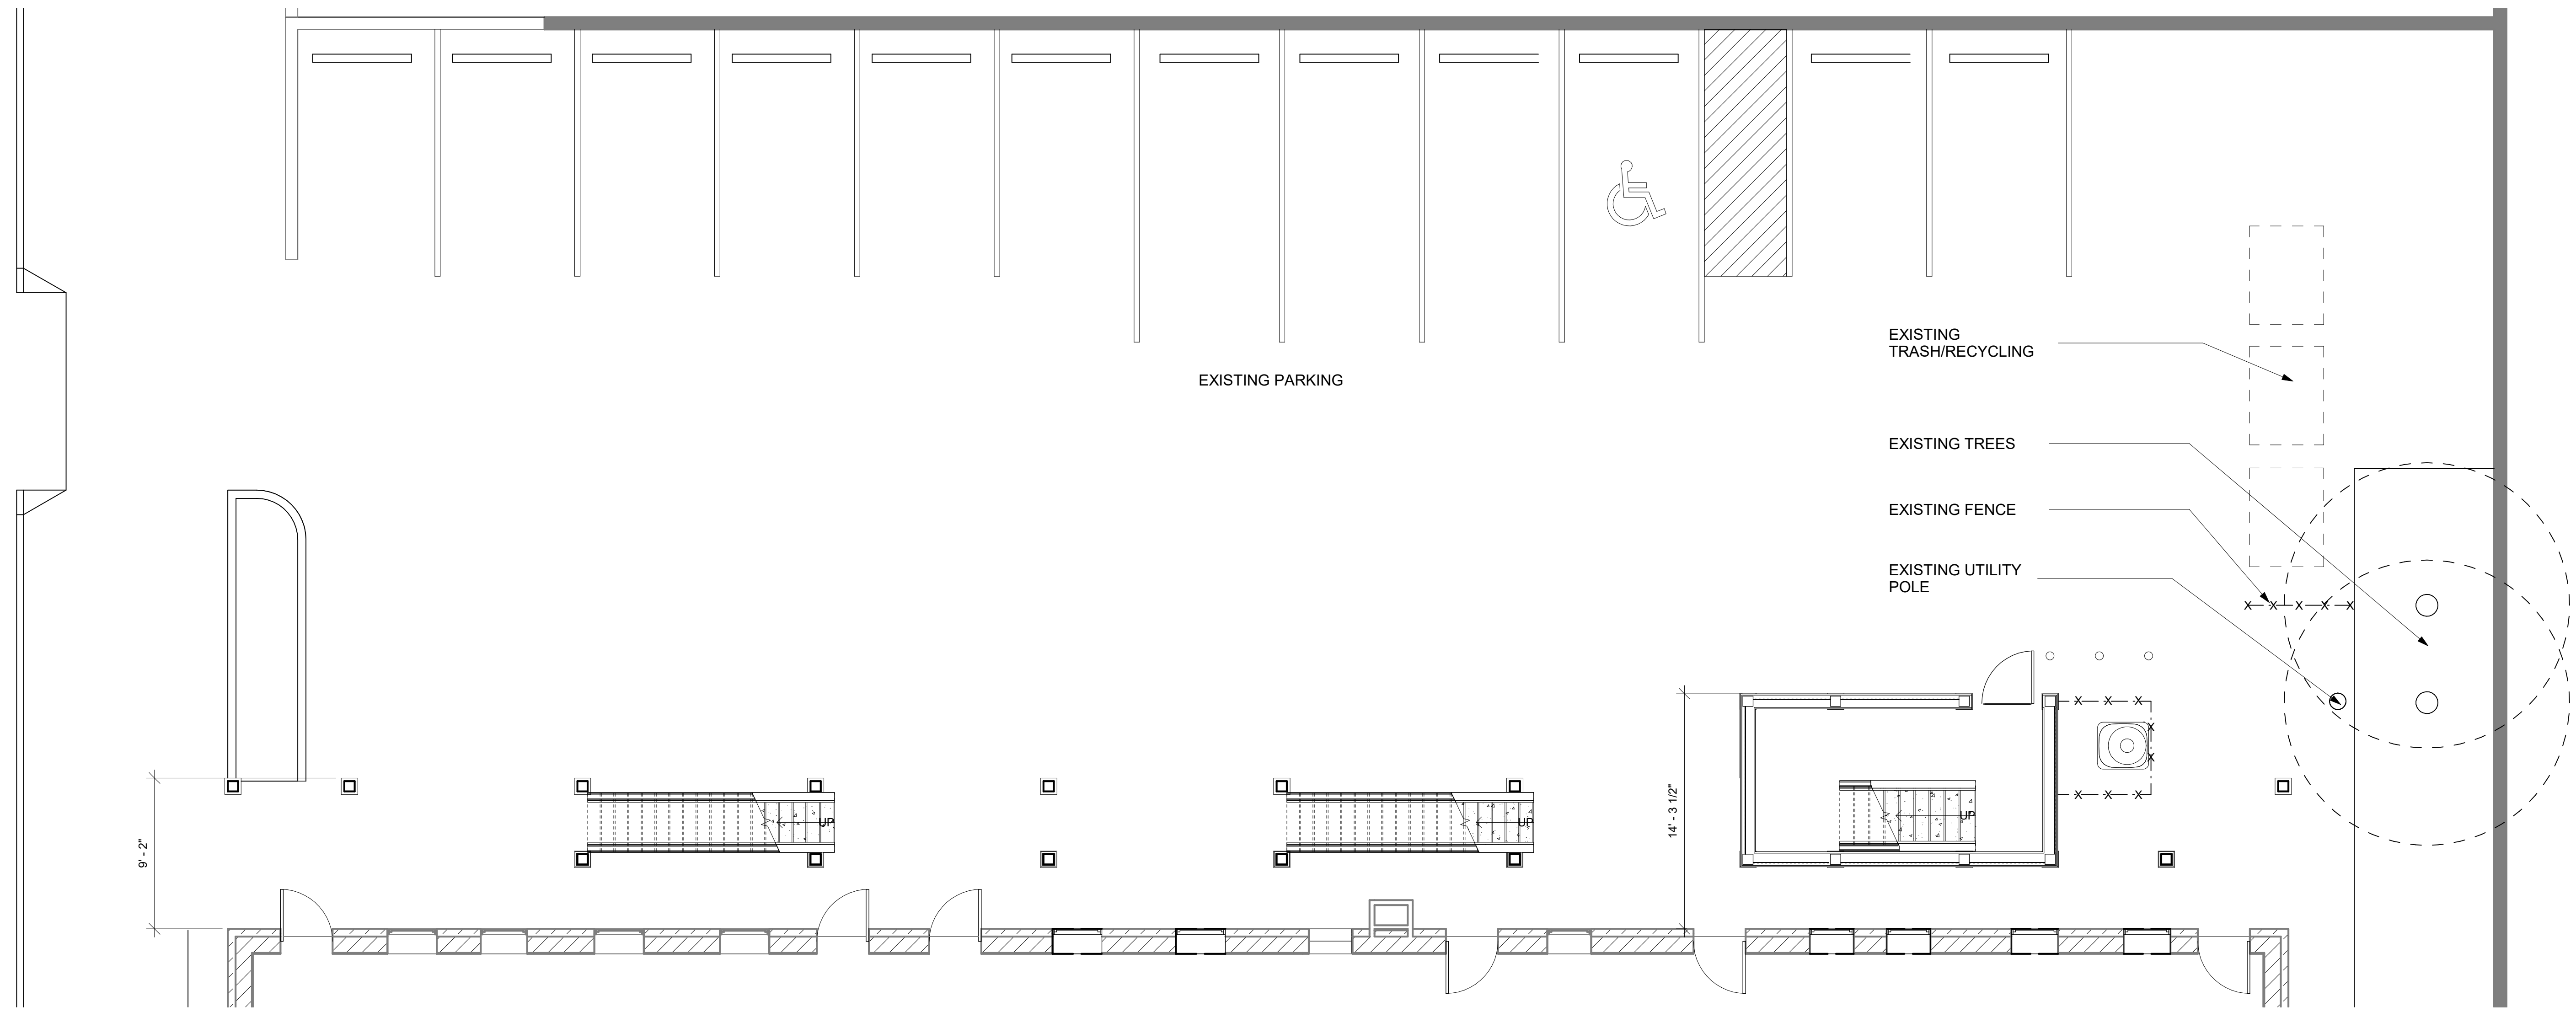 EXISTING
TRASH/RECYCLING
EXISTING PARKING
EXISTING TREES
EXISTING FENCE
EXISTING UTILITY
POLE
X X X X X
X X X
X
X
X X X
14' - 3 1/2"
9' - 2"
UP
UP
UP